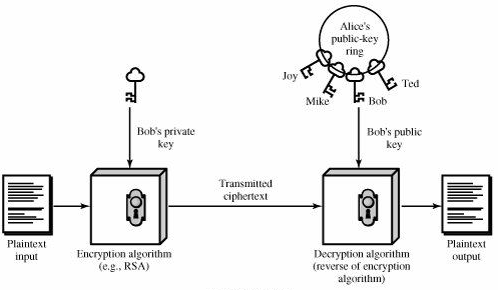 Alice's
public-key
ring
Joy
Mike
Bob
Ted
Bob's private
key
Bob's public
key
Transmitted
ciphertext
Plaintext
input
Encryption algorithm
(e.g., RSA)
Decryption algorithm
(reverse of encryption
algorithm)
Plaintext
output